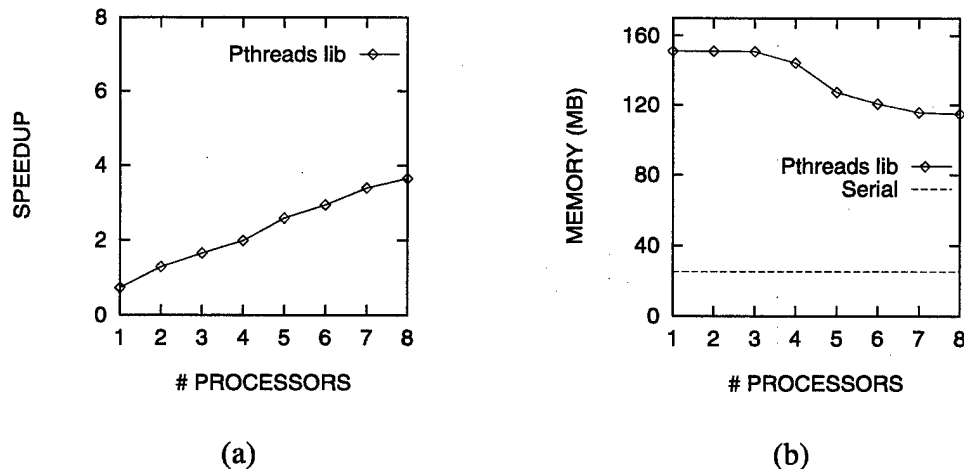 8
6
4
2
0
SPEEDUP
Pthreads lib
1 2 3 4 5 6 7 8
# PROCESSORS
(a)
160
120
80
40
0
MEMORY (MB)
Pthreads lib
Serial
1 2 3 4 5 6 7 8
# PROCESSORS
(b)